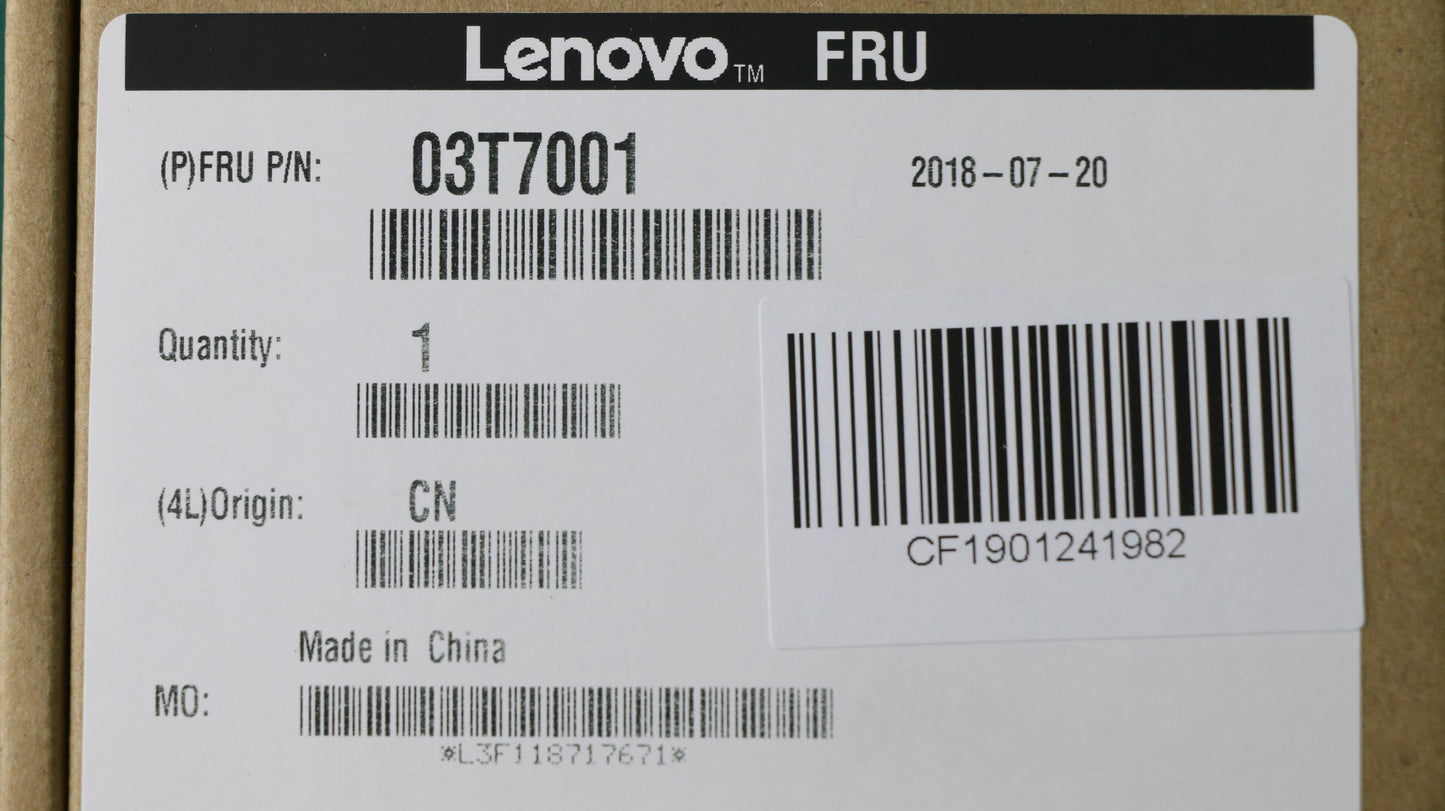 Lenovo™ FRU
(P)FRU P/N: 03T7001 2018-07-20
Quantity: 1
(4L)Origin: CN
CF1901241982
Made in China
MO:
*L3F118717671*